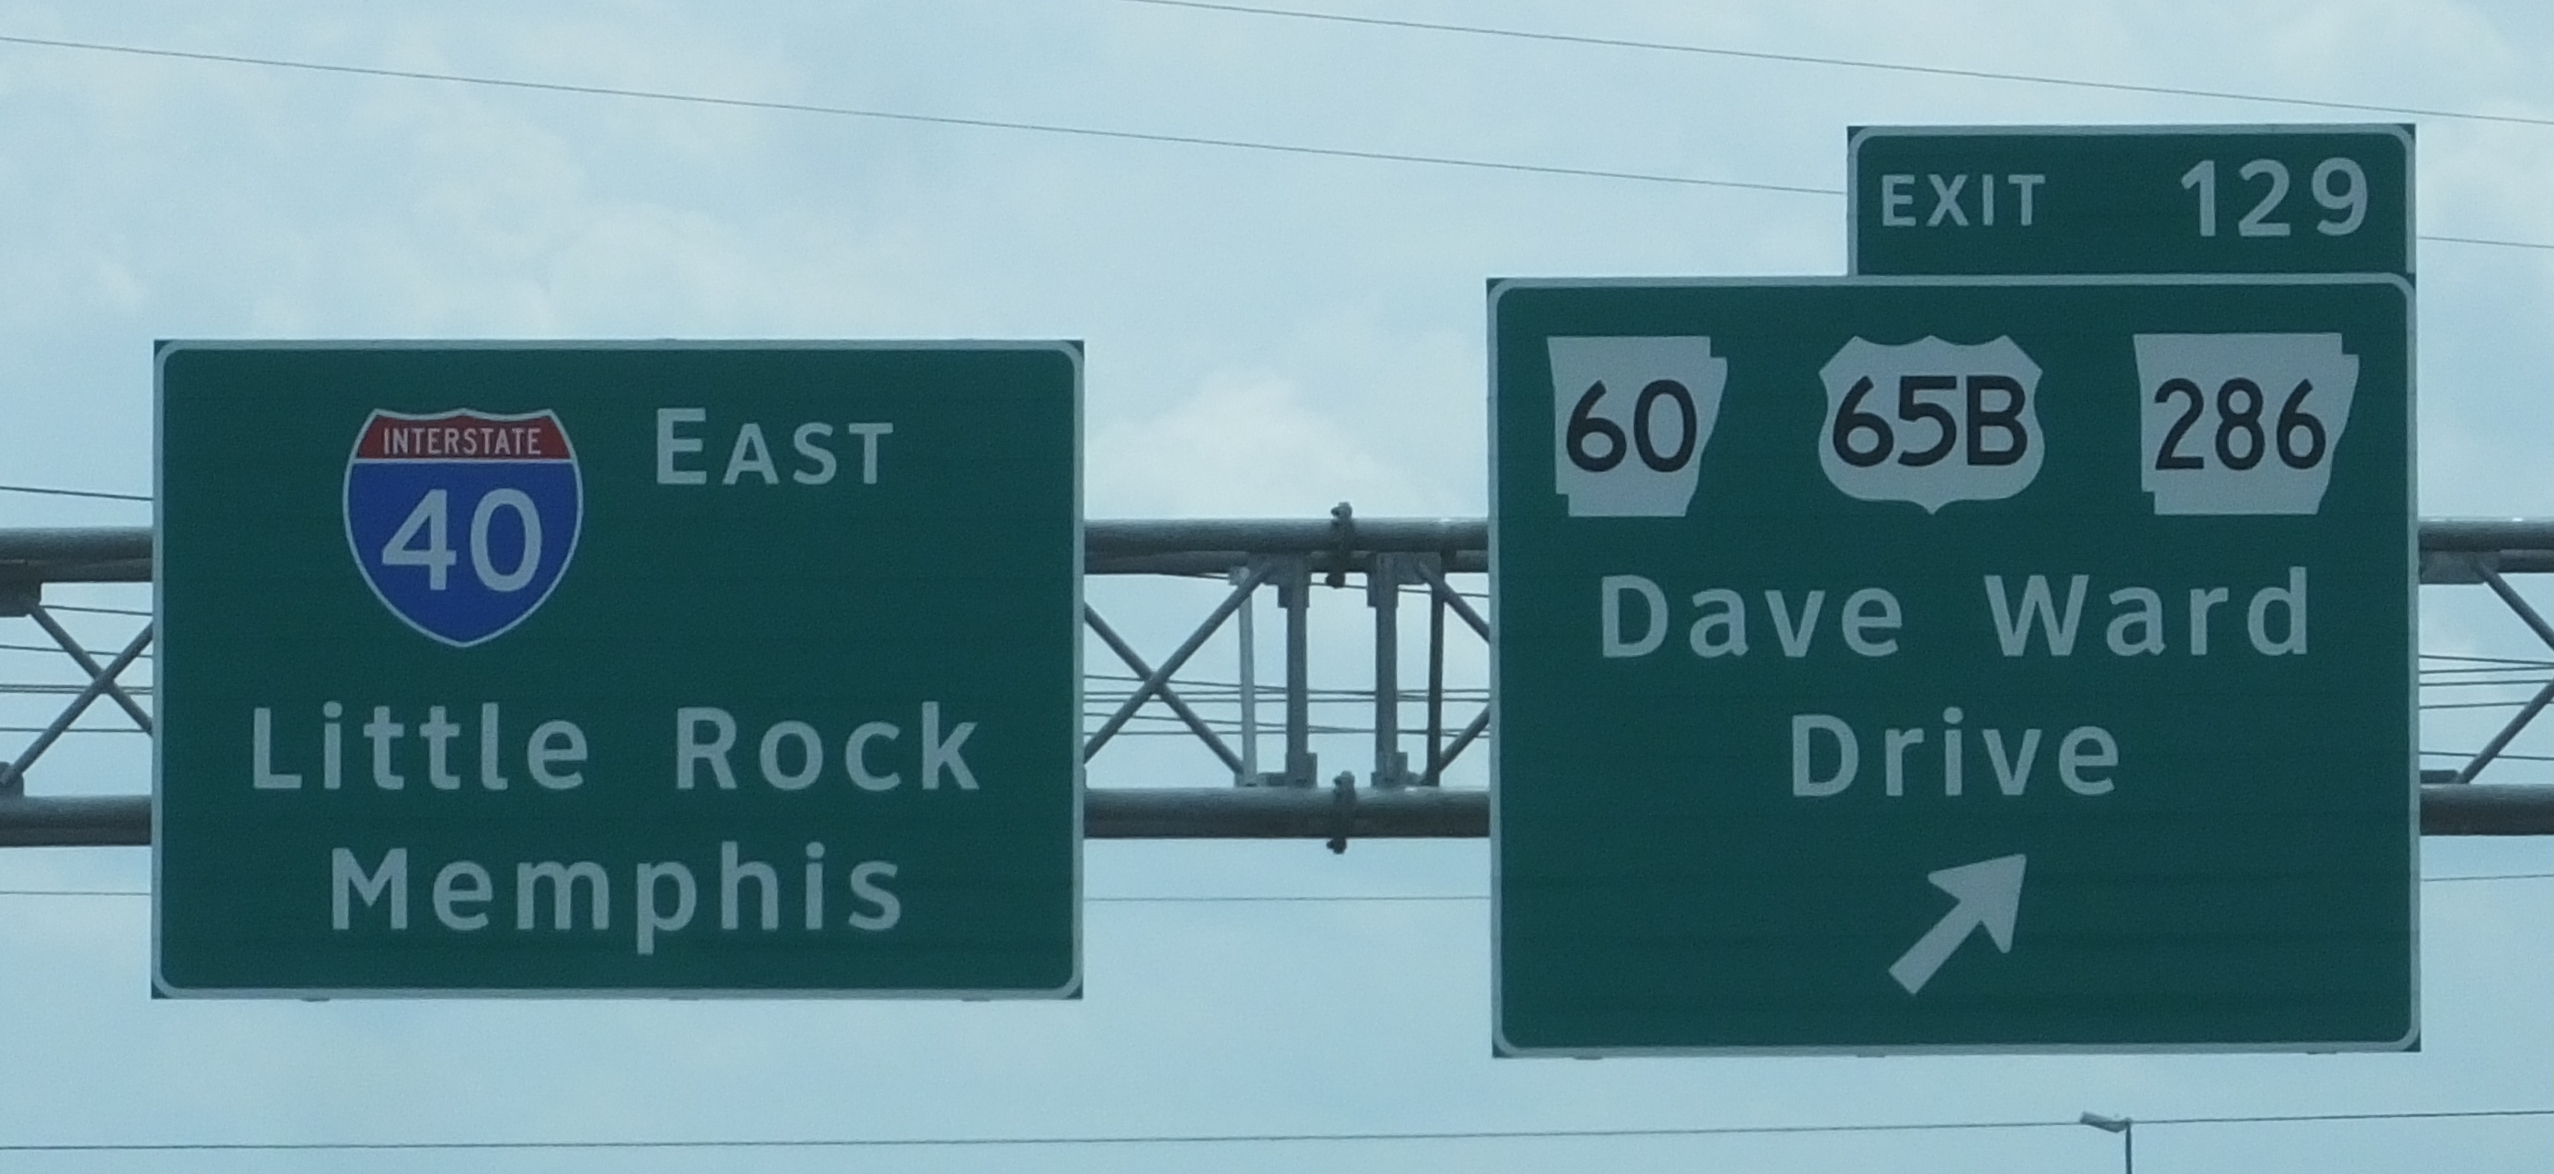 INTERSTATE
40
EAST
Little Rock
Memphis
EXIT 129
60 65B 286
Dave Ward
Drive